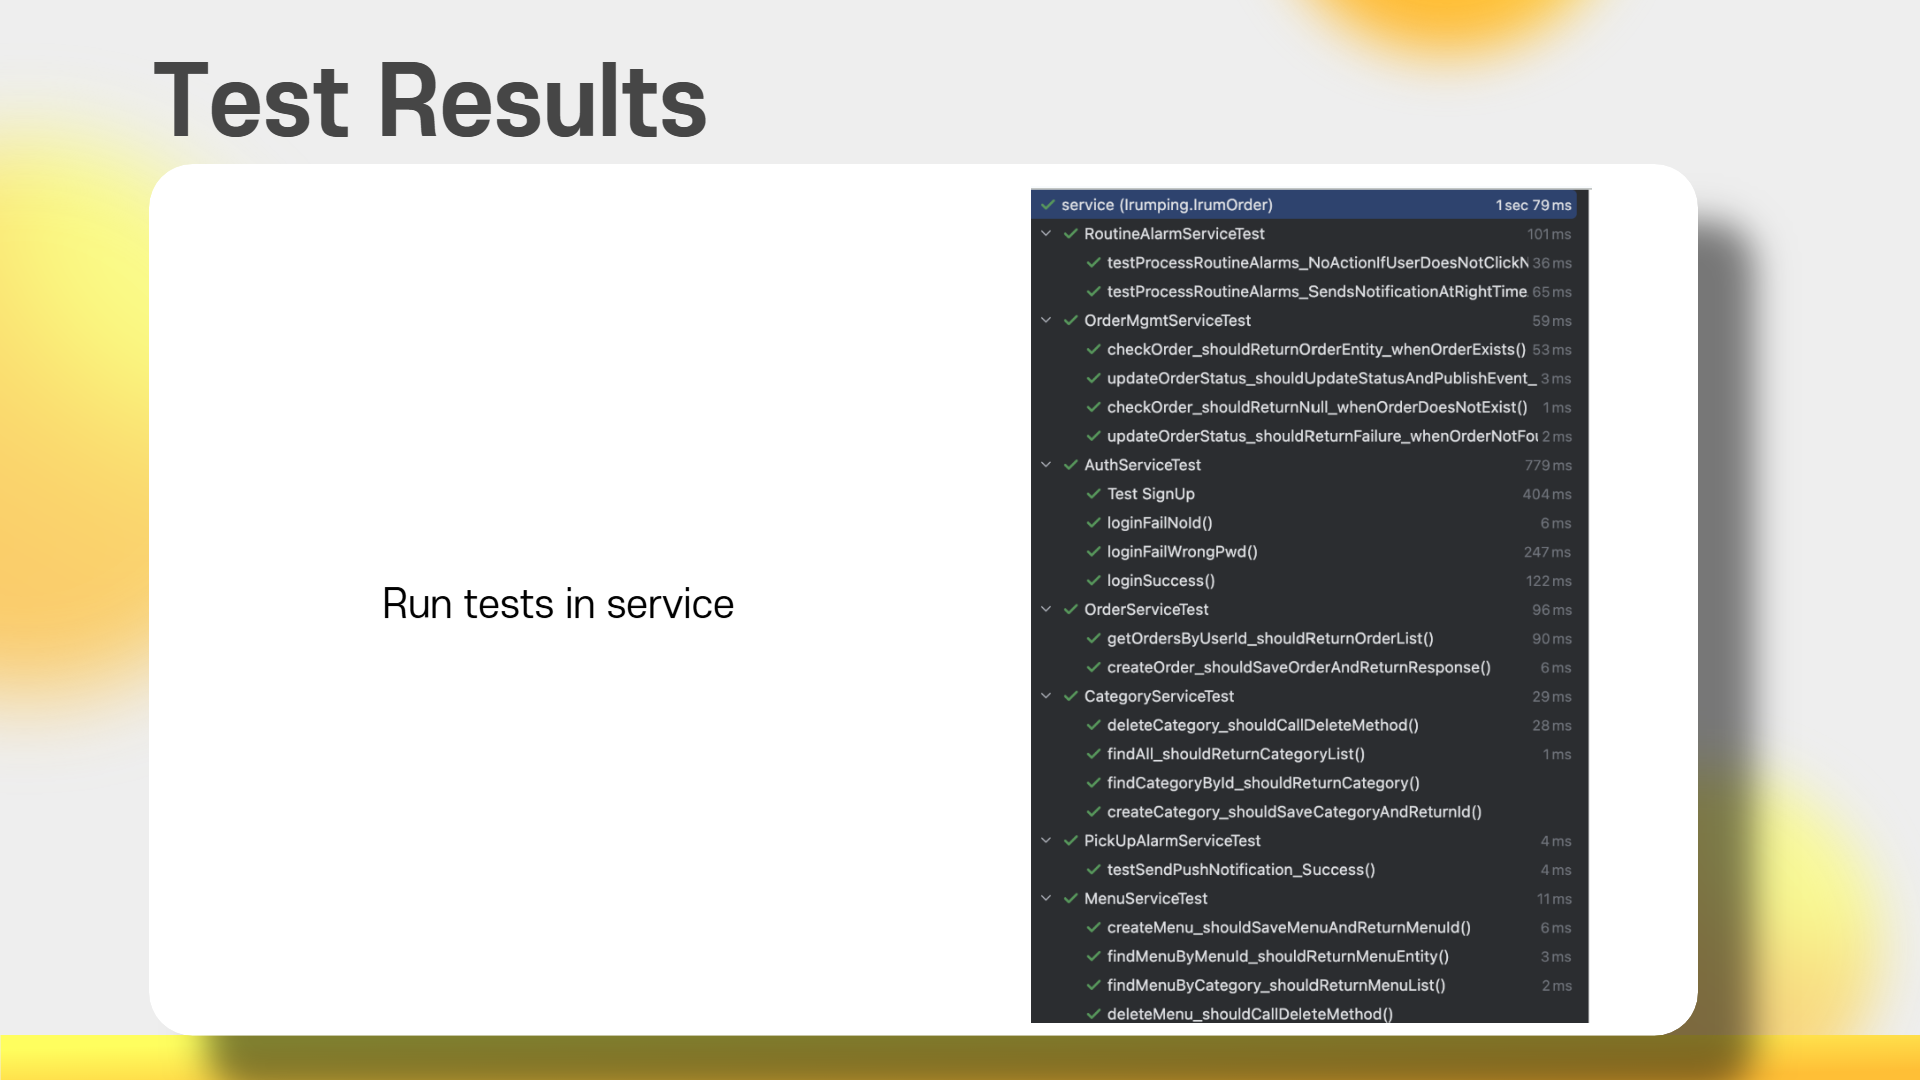 Test Results
Run tests in service
service (Irumping.IrumOrder) 1 sec 79 ms
RoutineAlarmServiceTest 101 ms
testProcessRoutineAlarms_NoActionIfUserDoesNotClickN 36 ms
testProcessRoutineAlarms_SendsNotificationAtRightTime 65 ms
OrderMgmtServiceTest 59 ms
checkOrder_shouldReturnOrderEntity_whenOrderExists() 53 ms
updateOrderStatus_shouldUpdateStatusAndPublishEvent_ 3 ms
checkOrder_shouldReturnNull_whenOrderDoesNotExist() 1 ms
updateOrderStatus_shouldReturnFailure_whenOrderNotFou 2 ms
AuthServiceTest 779 ms
Test SignUp 404 ms
loginFailNoId() 6 ms
loginFailWrongPwd() 247 ms
loginSuccess() 122 ms
OrderServiceTest 96 ms
getOrdersByUserId_shouldReturnOrderList() 90 ms
createOrder_shouldSaveOrderAndReturnResponse() 6 ms
CategoryServiceTest 29 ms
deleteCategory_shouldCallDeleteMethod() 28 ms
findAll_shouldReturnCategoryList() 1 ms
findCategoryById_shouldReturnCategory()
createCategory_shouldSaveCategoryAndReturnId()
PickUpAlarmServiceTest 4 ms
testSendPushNotification_Success() 4 ms
MenuServiceTest 11 ms
createMenu_shouldSaveMenuAndReturnMenuId() 6 ms
findMenuByMenuId_shouldReturnMenuEntity() 3 ms
findMenuByCategory_shouldReturnMenuList() 2 ms
deleteMenu_shouldCallDeleteMethod()